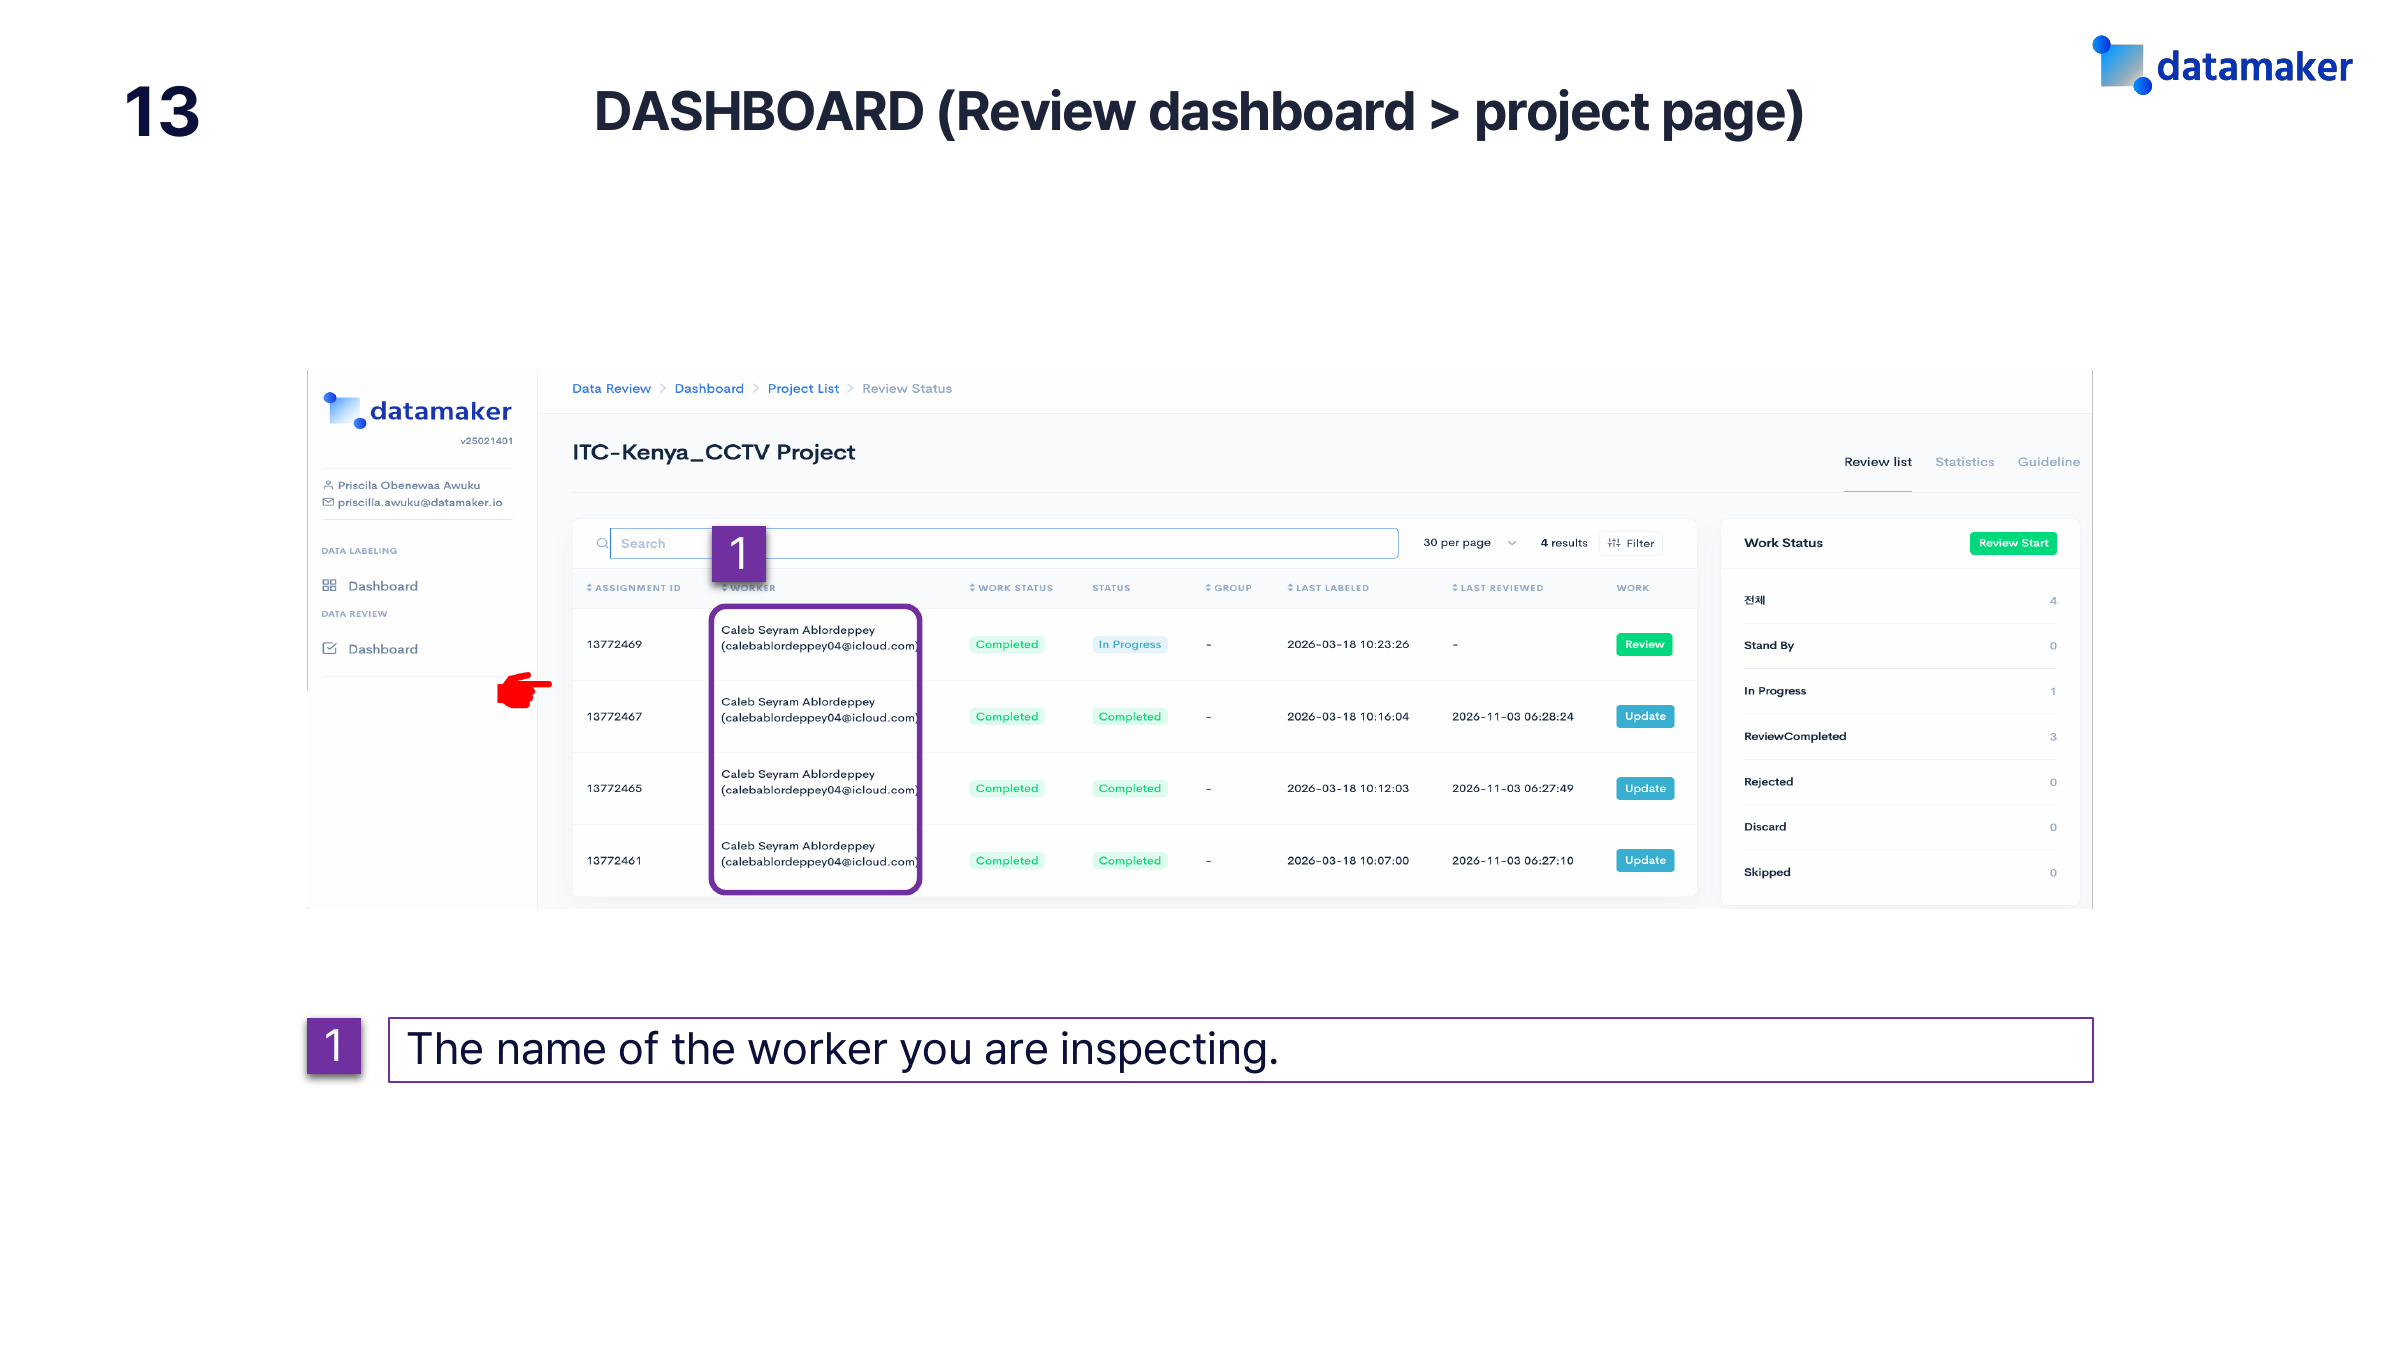 datamaker
13
DASHBOARD (Review dashboard > project page)
datamaker
v25021401
Priscila Obenewaa Awuku
priscilla.awuku@datamaker.io
DATA LABELING
Dashboard
DATA REVIEW
Dashboard
Data Review > Dashboard > Project List > Review Status
ITC-Kenya_CCTV Project
Review list Statistics Guideline
Search
1
30 per page
4 results
Filter
ASSIGNMENT ID WORKER WORK STATUS STATUS GROUP LAST LABELED LAST REVIEWED WORK
Caleb Seyram Ablordeppey
13772469 (calebablordeppey04@icloud.com) Completed In Progress - 2026-03-18 10:23:26 - Review
Caleb Seyram Ablordeppey
13772467 (calebablordeppey04@icloud.com) Completed Completed - 2026-03-18 10:16:04 2026-11-03 06:28:24 Update
Caleb Seyram Ablordeppey
13772465 (calebablordeppey04@icloud.com) Completed Completed - 2026-03-18 10:12:03 2026-11-03 06:27:49 Update
Caleb Seyram Ablordeppey
13772461 (calebablordeppey04@icloud.com) Completed Completed - 2026-03-18 10:07:00 2026-11-03 06:27:10 Update
Work Status Review Start
전체 4
Stand By 0
In Progress 1
ReviewCompleted 3
Rejected 0
Discard 0
Skipped 0
1 The name of the worker you are inspecting.